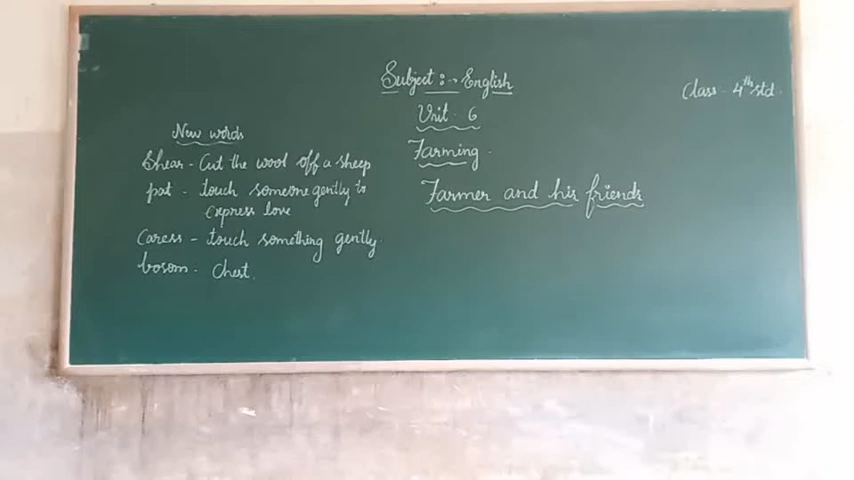 Subject :- English
Class - 4th std.
Unit - 6
Farming -
Farmer and his friends
New words
Shear - Cut the wool off a sheep
pat - touch someone gently to
express love
Caress - touch something gently.
bosom - Chest.